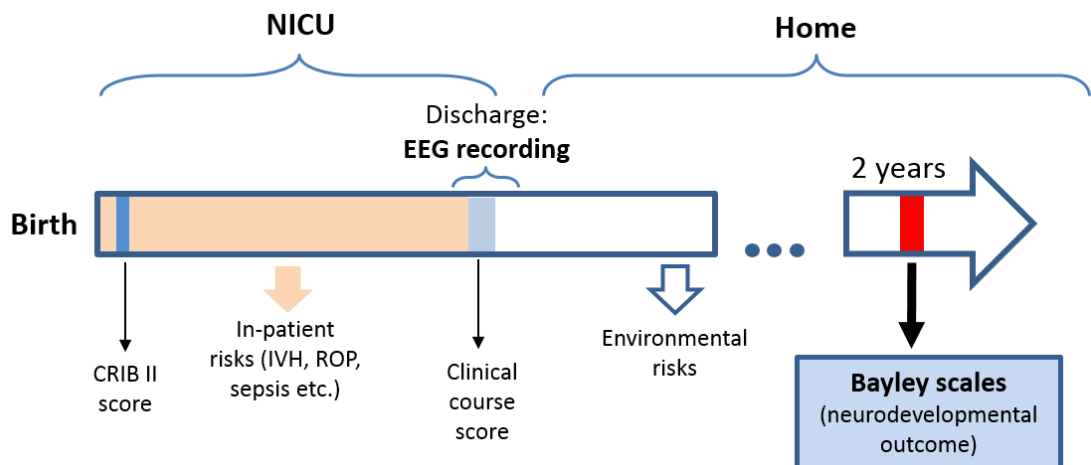 NICU
Home
Discharge:
EEG recording
2 years
Birth
CRIB II
score
In-patient
risks (IVH, ROP,
sepsis etc.)
Clinical
course
score
Environmental
risks
Bayley scales
(neurodevelopmental
outcome)